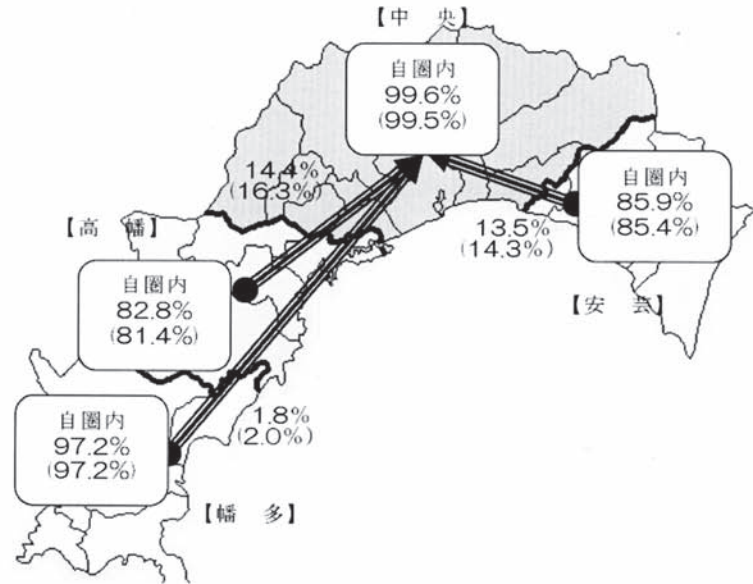 【中 央】
自圏内
99.6%
(99.5%)
14.4%
(16.3%)
自圏内
85.9%
(85.4%)
13.5%
(14.3%)
【高 幡】
自圏内
82.8%
(81.4%)
【安 芸】
自圏内
97.2%
(97.2%)
1.8%
(2.0%)
【幡 多】